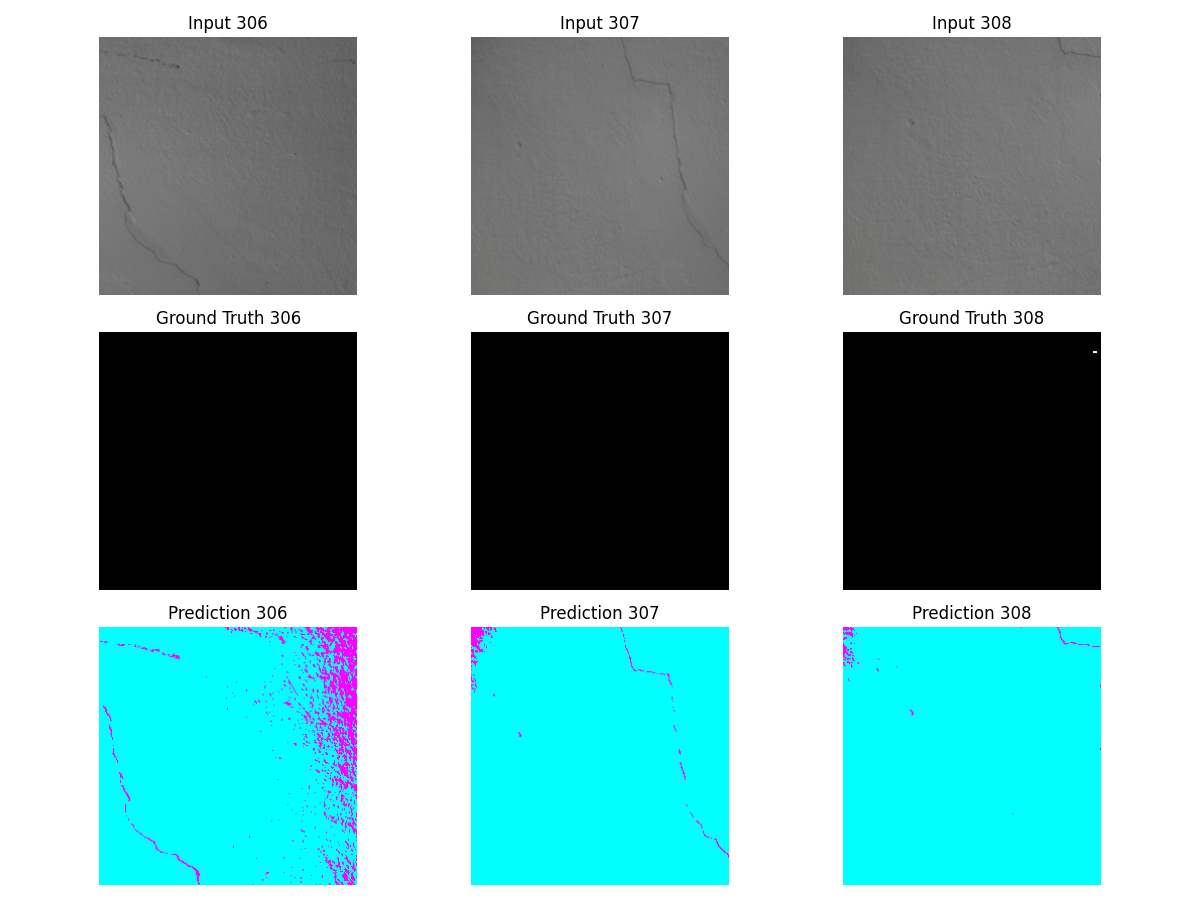 Input 306
Input 307
Input 308
Ground Truth 306
Ground Truth 307
Ground Truth 308
Prediction 306
Prediction 307
Prediction 308